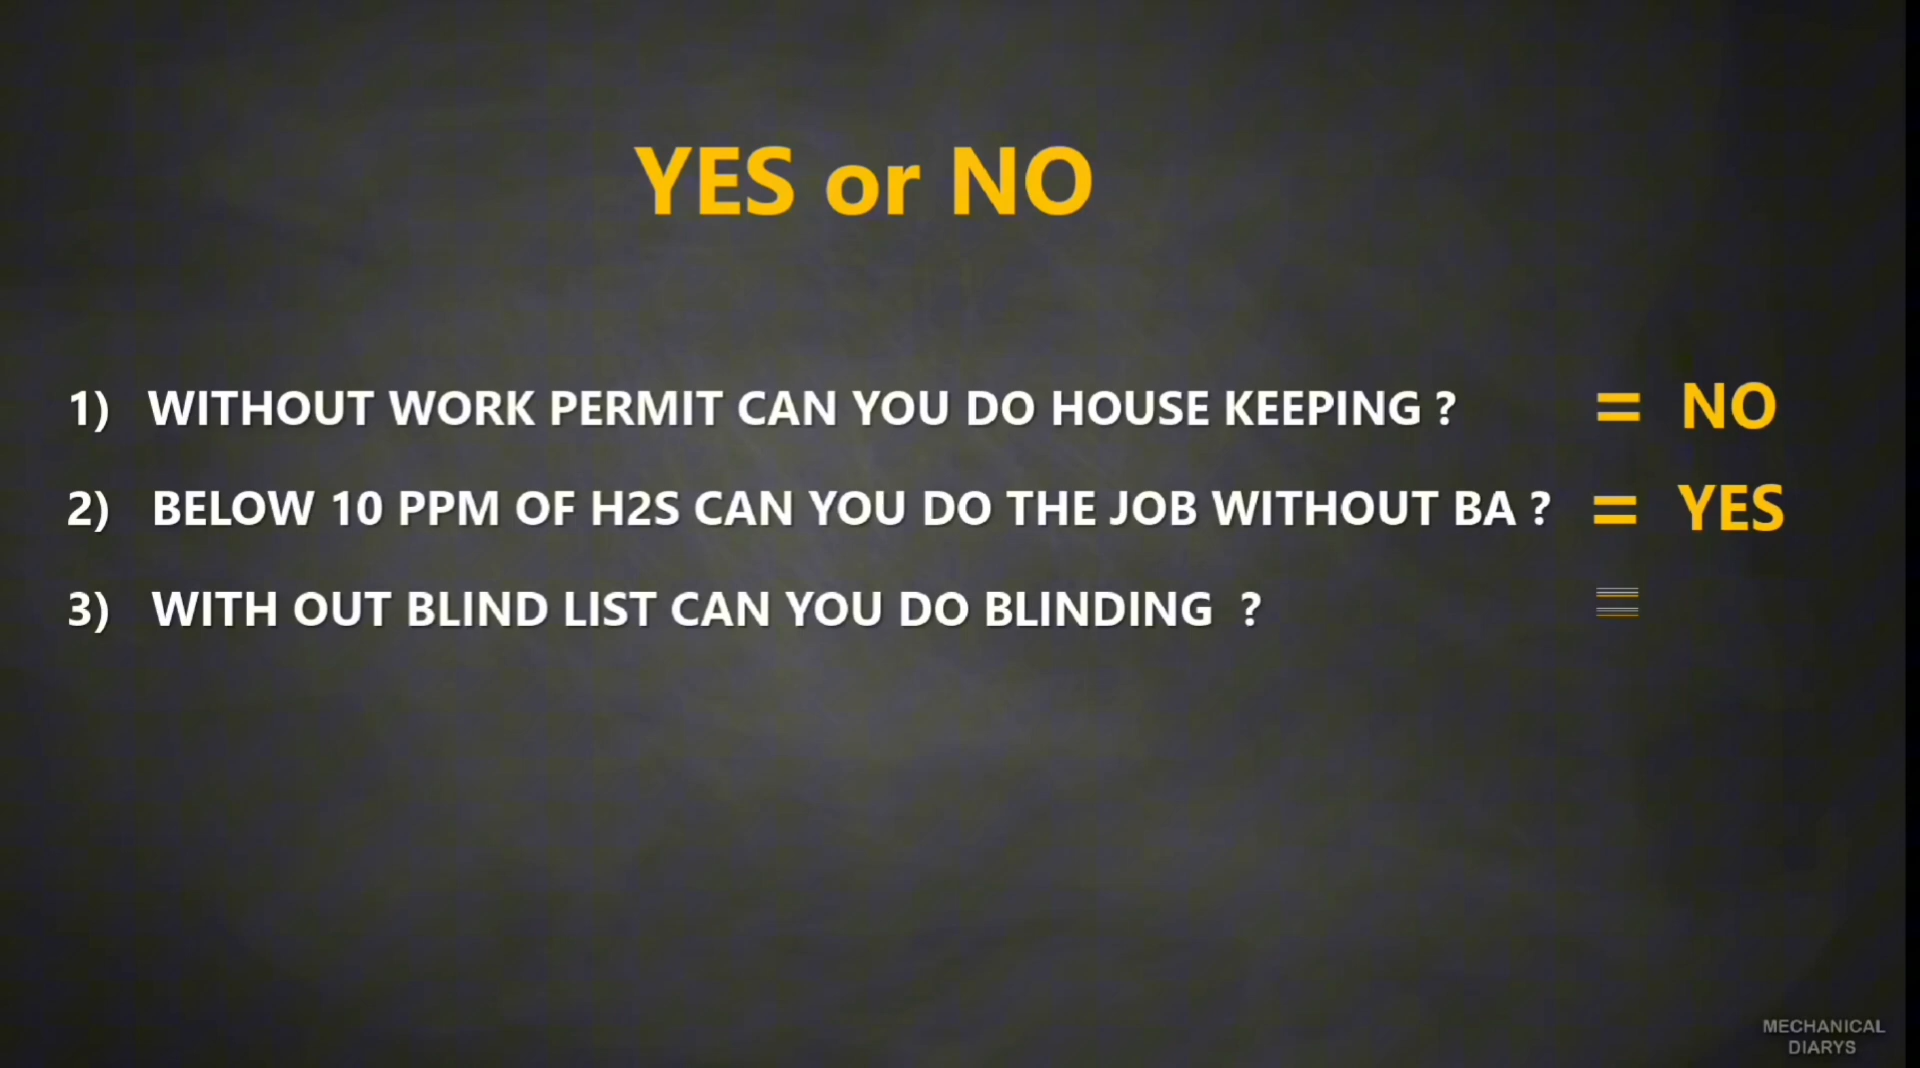 YES or NO
1) WITHOUT WORK PERMIT CAN YOU DO HOUSE KEEPING ? = NO
2) BELOW 10 PPM OF H2S CAN YOU DO THE JOB WITHOUT BA ? = YES
3) WITH OUT BLIND LIST CAN YOU DO BLINDING ? =
MECHANICAL
DIARYS